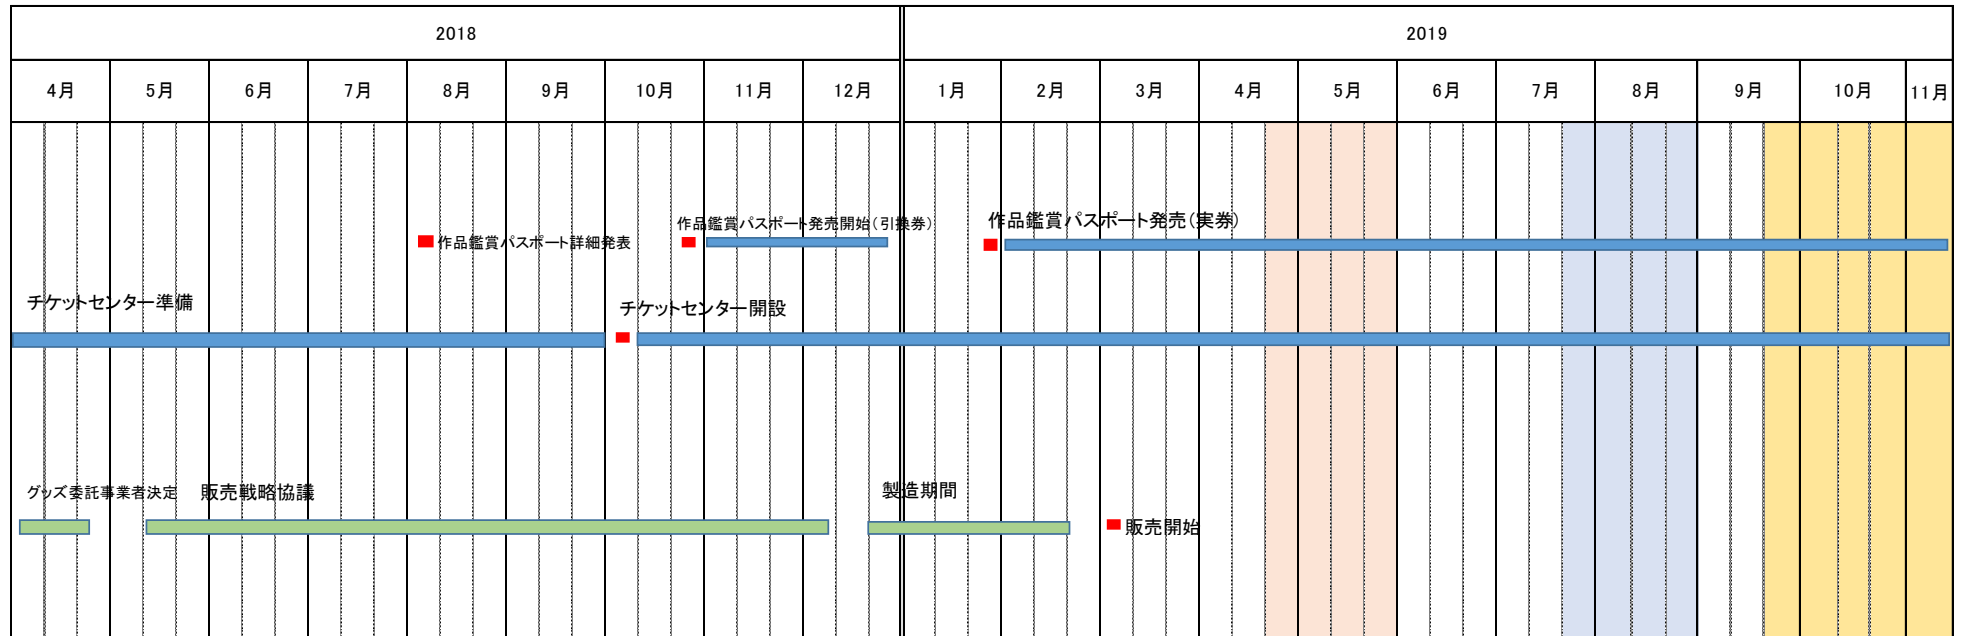 2018
2019
4月
5月
6月
7月
8月
9月
10月
11月
12月
1月
2月
3月
4月
5月
6月
7月
8月
9月
10月
11月
作品鑑賞パスポート詳細発表
作品鑑賞パスポート発売開始（引換券）
作品鑑賞パスポート発売（実券）
チケットセンター準備
チケットセンター開設
グッズ委託事業者決定
販売戦略協議
製造期間
販売開始